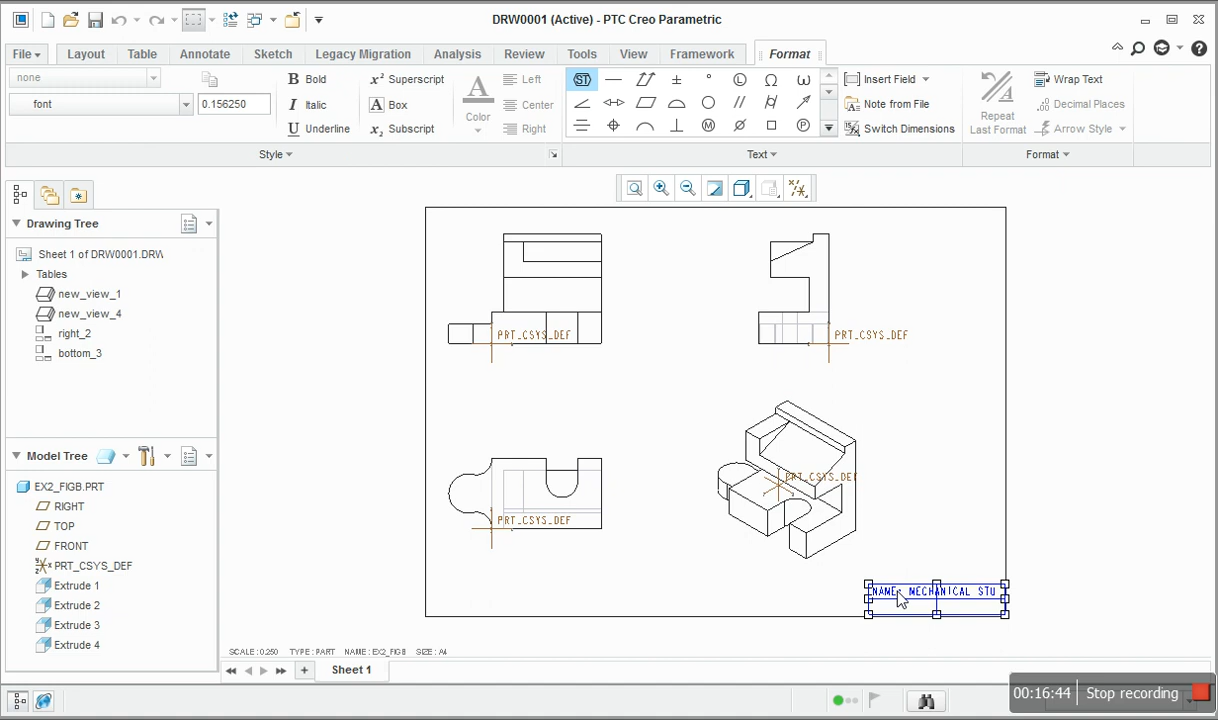 DRW0001 (Active) - PTC Creo Parametric
File Layout Table Annotate Sketch Legacy Migration Analysis Review Tools View Framework Format
none
font 0.156250
B Bold
I Italic
U Underline
Superscript
A Box
Subscript
A Color
Left
Center
Right
Style
Text
Insert Field
Note from File
Switch Dimensions
Repeat Last Format
Wrap Text
Decimal Places
Arrow Style
Format
Drawing Tree
Sheet 1 of DRW0001.DRW
Tables
new_view_1
new_view_4
right_2
bottom_3
Model Tree
EX2_FIGB.PRT
RIGHT
TOP
FRONT
PRT_CSYS_DEF
Extrude 1
Extrude 2
Extrude 3
Extrude 4
PRT_CSYS_DEF
PRT_CSYS_DEF
PRT_CSYS_DEF
PRT_CSYS_DEF
NAME: MECHANICAL STU
SCALE : 0.250 TYPE : PART NAME : EX2_FIGB SIZE : A4
Sheet 1
00:16:44 Stop recording